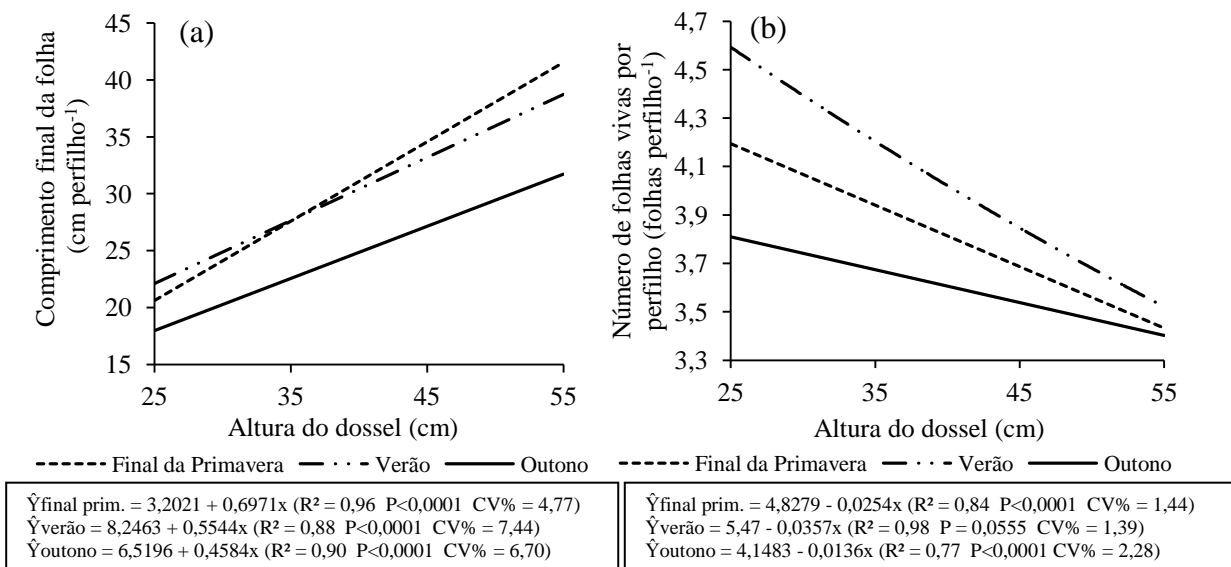 (a)
Comprimento final da folha
(cm perfilho⁻¹)
45
40
35
30
25
20
15
25
35
45
55
Altura do dossel (cm)
Final da Primavera
Verão
Outono
Ŷfinal prim. = 3,2021 + 0,6971x (R² = 0,96 P<0,0001 CV% = 4,77)
Ŷverão = 8,2463 + 0,5544x (R² = 0,88 P<0,0001 CV% = 7,44)
Ŷoutono = 6,5196 + 0,4584x (R² = 0,90 P<0,0001 CV% = 6,70)
(b)
Número de folhas vivas por
perfilho (folhas perfilho⁻¹)
4,7
4,5
4,3
4,1
3,9
3,7
3,5
3,3
25
35
45
55
Altura do dossel (cm)
Final da Primavera
Verão
Outono
Ŷfinal prim. = 4,8279 - 0,0254x (R² = 0,84 P<0,0001 CV% = 1,44)
Ŷverão = 5,47 - 0,0357x (R² = 0,98 P = 0,0555 CV% = 1,39)
Ŷoutono = 4,1483 - 0,0136x (R² = 0,77 P<0,0001 CV% = 2,28)